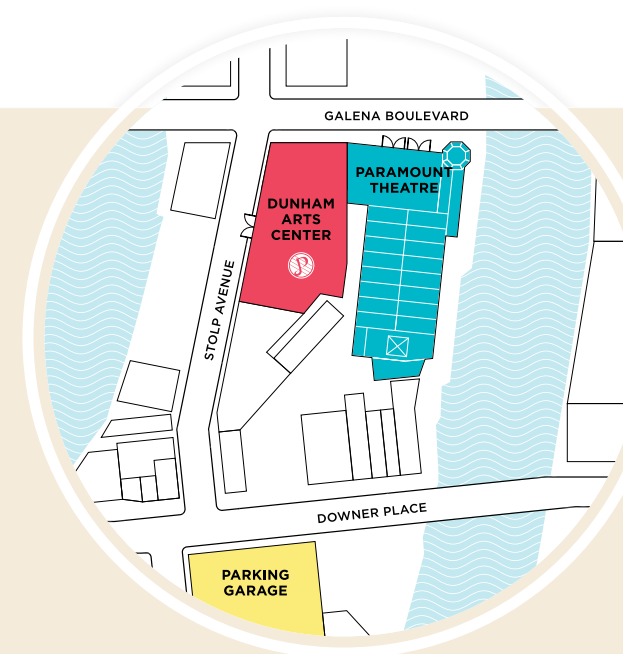 GALENA BOULEVARD
PARAMOUNT
THEATRE
DUNHAM
ARTS
CENTER
STOLP AVENUE
DOWNER PLACE
PARKING
GARAGE